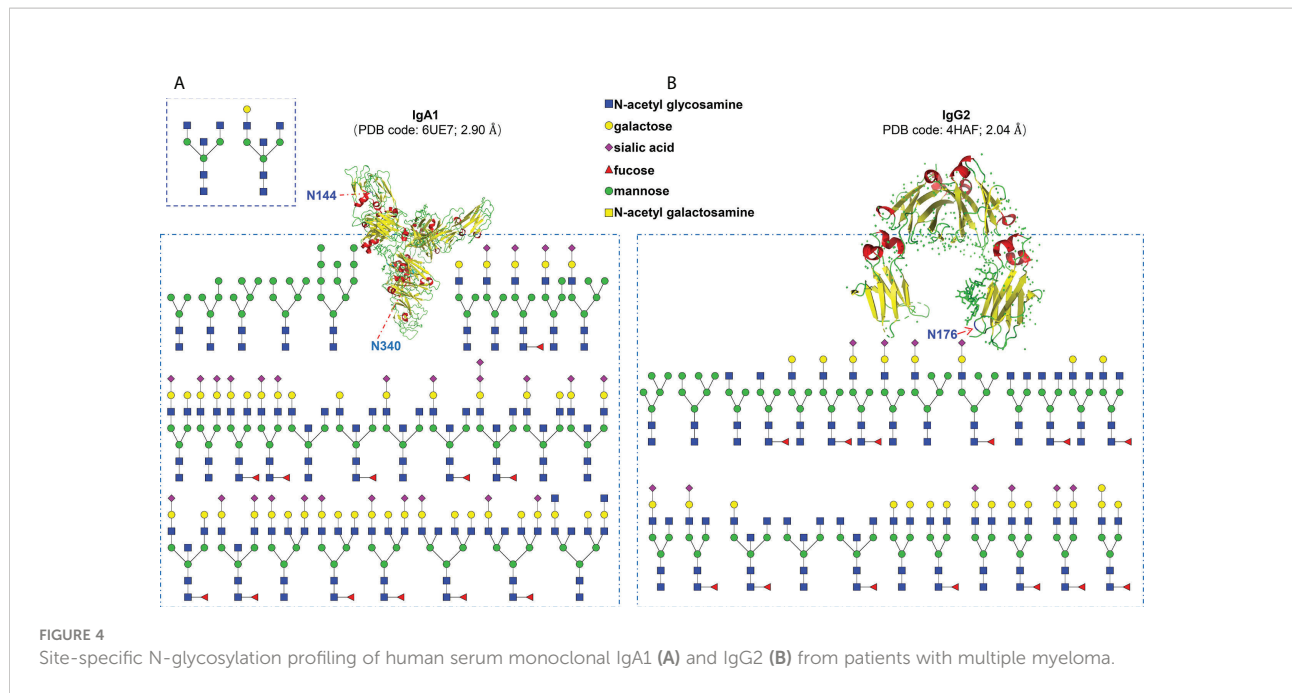 A
B
IgA1
(PDB code: 6UE7; 2.90 Å)
N-acetyl glycosamine
galactose
sialic acid
fucose
mannose
N-acetyl galactosamine
IgG2
PDB code: 4HAF; 2.04 Å)
N144
N340
N176
FIGURE 4
Site-specific N-glycosylation profiling of human serum monoclonal IgA1 (A) and IgG2 (B) from patients with multiple myeloma.